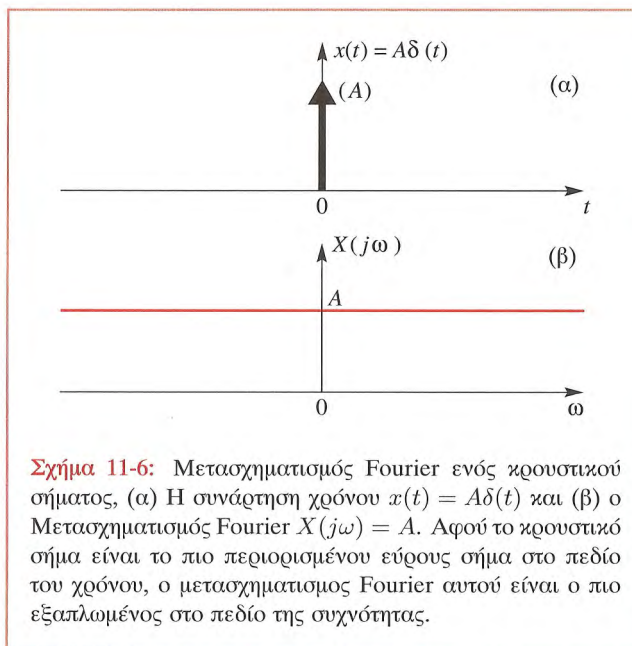 x(t) = Aδ(t)
(A)
(α)
0
t
X(jω)
(β)
A
0
ω
Σχήμα 11-6: Μετασχηματισμός Fourier ενός κρουστικού
σήματος, (α) Η συνάρτηση χρόνου x(t) = Aδ(t) και (β) ο
Μετασχηματισμός Fourier X(jω) = A. Αφού το κρουστικό
σήμα είναι το πιο περιορισμένου εύρους σήμα στο πεδίο
του χρόνου, ο μετασχηματισμος Fourier αυτού είναι ο πιο
εξαπλωμένος στο πεδίο της συχνότητας.